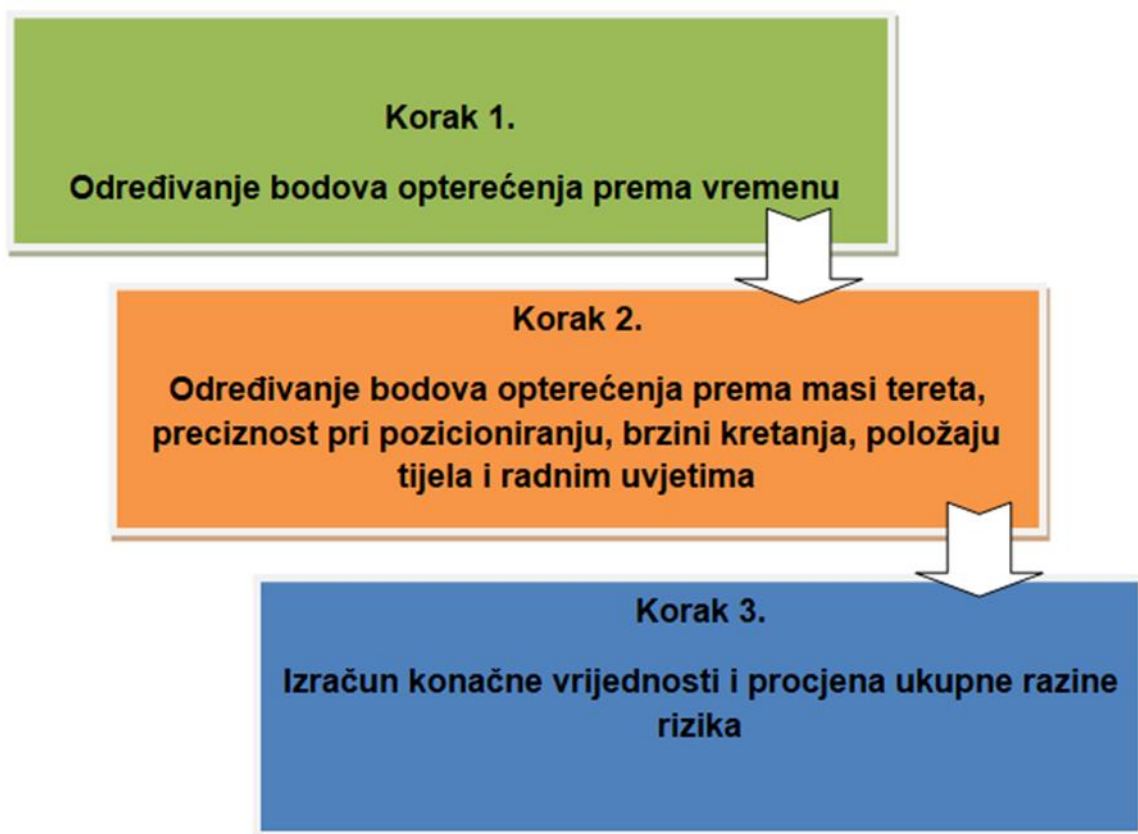 Korak 1.
Određivanje bodova opterećenja prema vremenu
Korak 2.
Određivanje bodova opterećenja prema masi tereta,
preciznost pri pozicioniranju, brzini kretanja, položaju
tijela i radnim uvjetima
Korak 3.
Izračun konačne vrijednosti i procjena ukupne razine
rizika